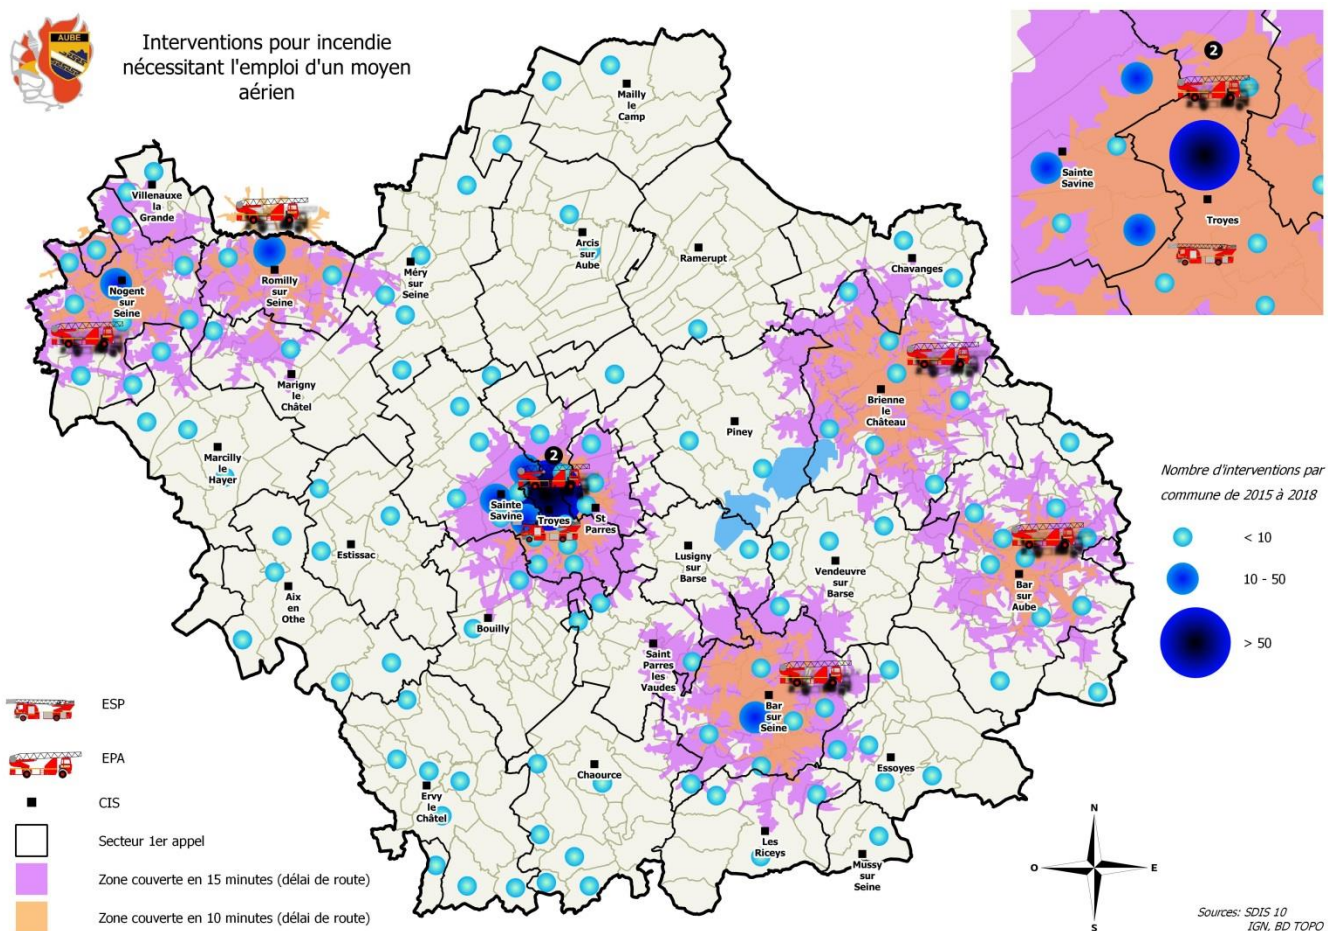 AUBE
Interventions pour incendie
nécessitant l'emploi d'un moyen
aérien
Mailly
le
Camp
Villenauxe
la
Grande
Arcis
sur
Aube
Ramerupt
Chavanges
Méry
sur
Seine
Romilly
sur
Seine
Nogent
sur
Seine
Marigny
le
Châtel
Brienne
le
Château
Piney
Marcilly
le
Hayer
2
Sainte
Savine
Troyes
St
Parres
Estissac
Lusigny
sur
Barse
Vendeuvre
sur
Barse
Bar
sur
Aube
Aix
en
Othe
Bouilly
Saint
Parres
les
Vaudes
Bar
sur
Seine
Chaource
Essoyes
Ervy
le
Châtel
Les
Riceys
Mussy
sur
Seine
2
Sainte
Savine
Troyes
Nombre d'interventions par
commune de 2015 à 2018
< 10
10 - 50
> 50
ESP
EPA
CIS
Secteur 1er appel
Zone couverte en 15 minutes (délai de route)
Zone couverte en 10 minutes (délai de route)
N
O
E
S
Sources: SDIS 10
IGN, BD TOPO